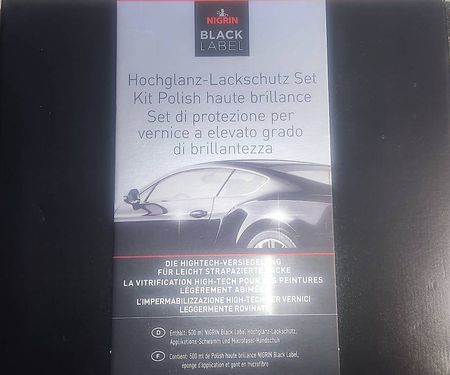 NIGRIN
BLACK
LABEL
Hochglanz-Lackschutz Set
Kit Polish haute brillance
Set di protezione per
vernice a elevato grado
di brillantezza
DIE HIGHTECH-VERSIEGELUNG
FÜR LEICHT STRAPAZIERTE LACKE
LA VITRIFICATION HIGH-TECH POUR LES PEINTURES
LÉGÈREMENT ABIMÉES
L'IMPERMABILIZZAZIONE HIGH-TECH PER VERNICI
LEGGERMENTE ROVINATE
D Enthält: 500 ml NIGRIN Black Label Hochglanz-Lackschutz,
Applikations-Schwamm und Mikrofaser-Handschuh
F Contient: 500 ml de Polish haute brillance NIGRIN Black Label,
éponge d'application et gant en microfibre